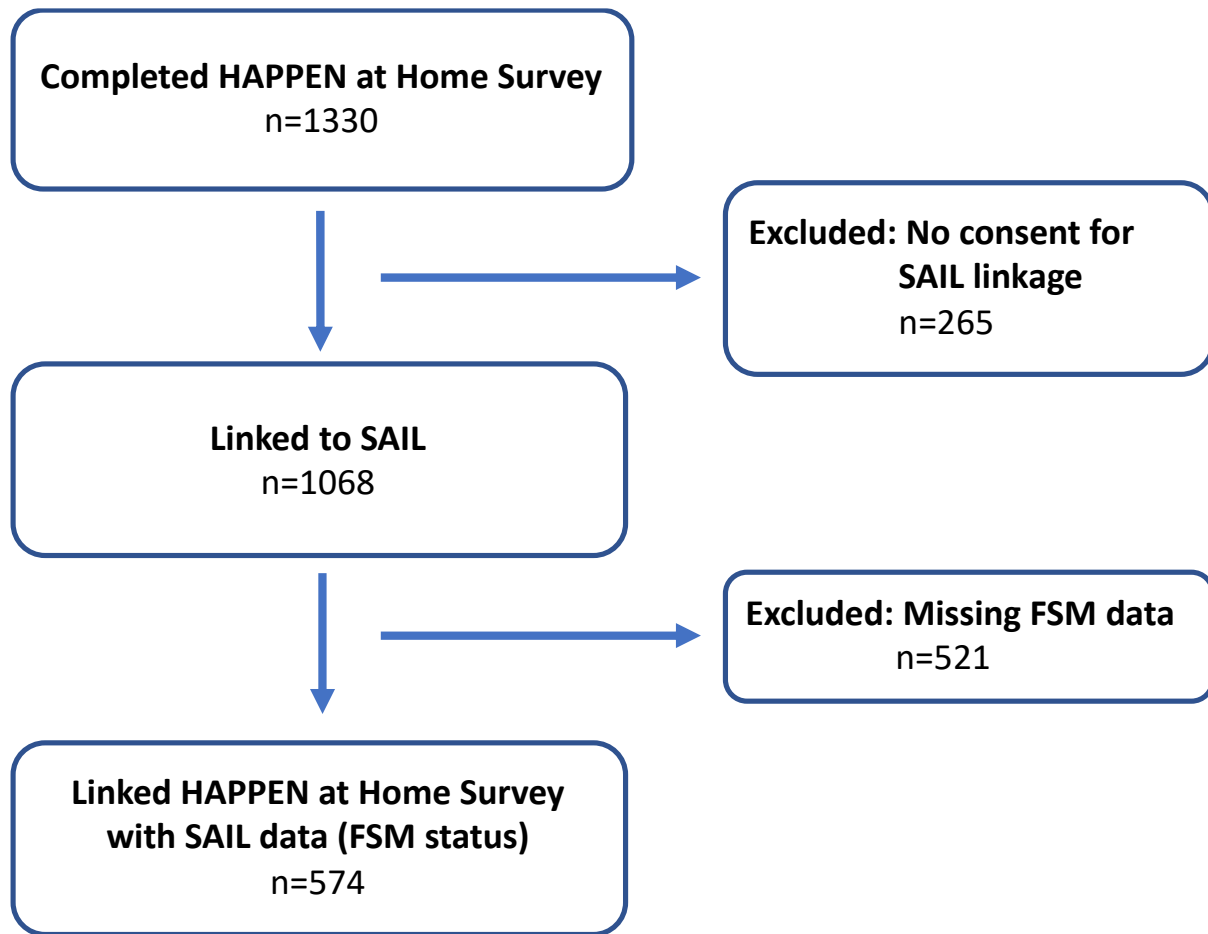 Completed HAPPEN at Home Survey
n=1330
Excluded: No consent for
SAIL linkage
n=265
Linked to SAIL
n=1068
Excluded: Missing FSM data
n=521
Linked HAPPEN at Home Survey
with SAIL data (FSM status)
n=574